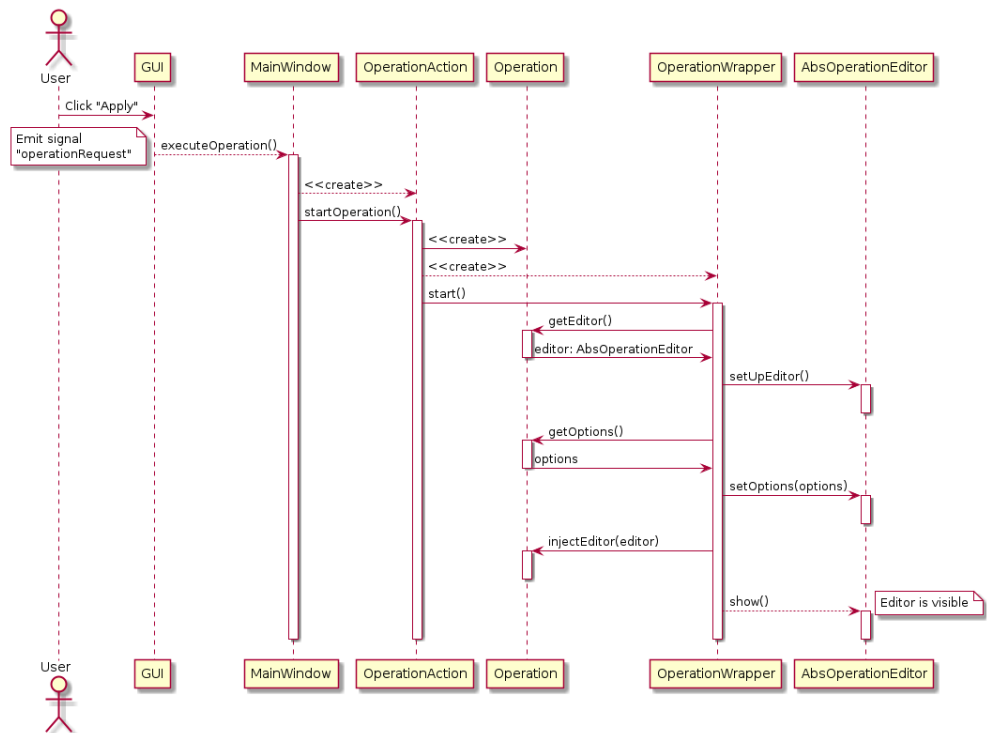 User
GUI
MainWindow
OperationAction
Operation
OperationWrapper
AbsOperationEditor
Click "Apply"
Emit signal
"operationRequest"
executeOperation()
<<create>>
startOperation()
<<create>>
<<create>>
start()
getEditor()
editor: AbsOperationEditor
setUpEditor()
getOptions()
options
setOptions(options)
injectEditor(editor)
show()
Editor is visible
User
GUI
MainWindow
OperationAction
Operation
OperationWrapper
AbsOperationEditor